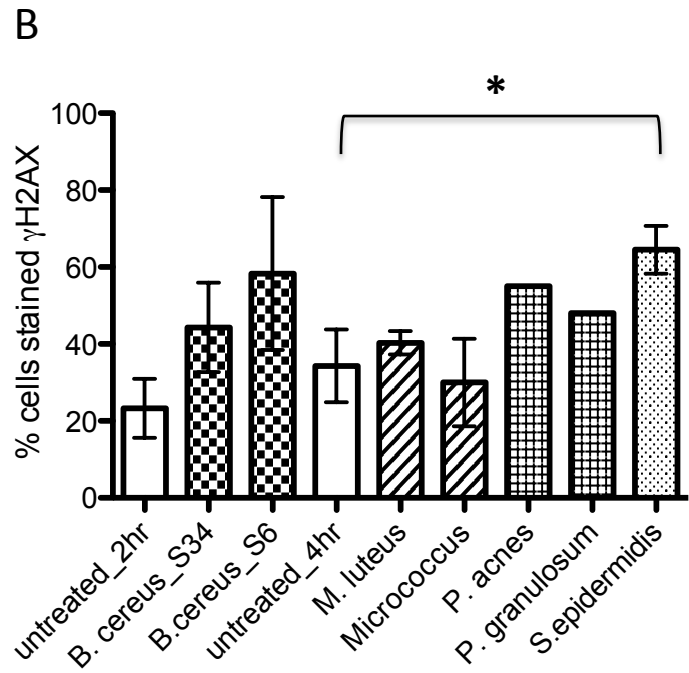 B
*
% cells stained γH2AX
100
80
60
40
20
0
untreated_2hr
B. cereus_S34
B.cereus_S6
untreated_4hr
M. luteus
Micrococcus
P. acnes
P. granulosum
S.epidermidis